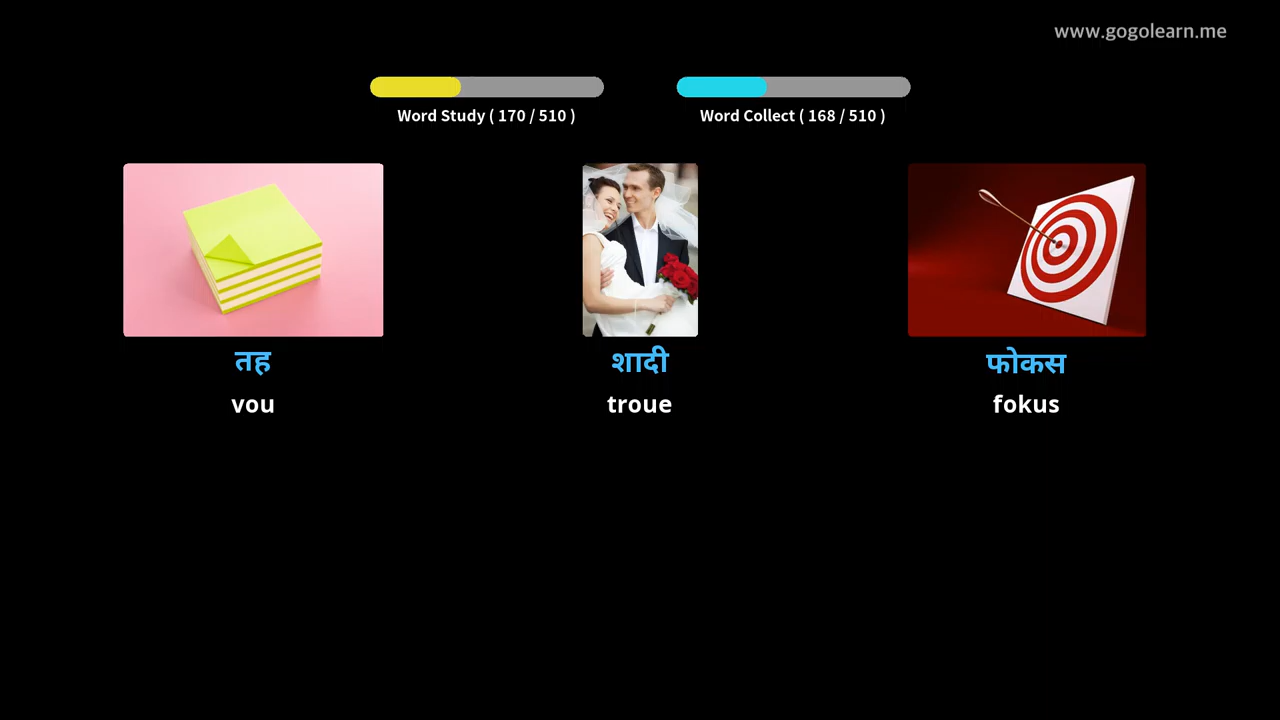 www.gogolearn.me
Word Study ( 170 / 510 )
Word Collect ( 168 / 510 )
तह
शादी
फोकस
vou
troue
fokus